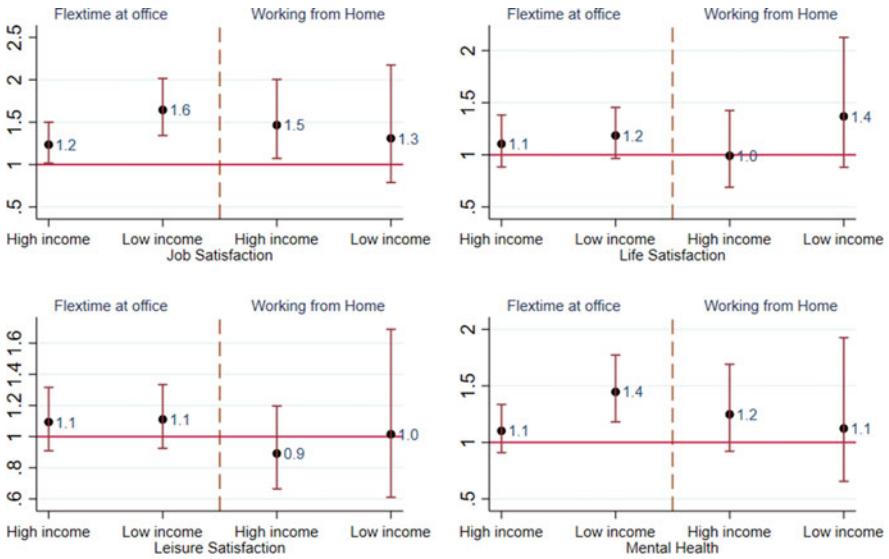 Flextime at office Working from Home
2.5
2
1.5
1
.5
1.2
1.6
1.5
1.3
High income Low income High income Low income
Job Satisfaction
Flextime at office Working from Home
2
1.5
1
.5
1.1
1.2
1.0
1.4
High income Low income High income Low income
Life Satisfaction
Flextime at office Working from Home
1.6
1.4
1.2
1
.8
.6
1.1
1.1
0.9
1.0
High income Low income High income Low income
Leisure Satisfaction
Flextime at office Working from Home
2
1.5
1
.5
1.1
1.4
1.2
1.1
High income Low income High income Low income
Mental Health